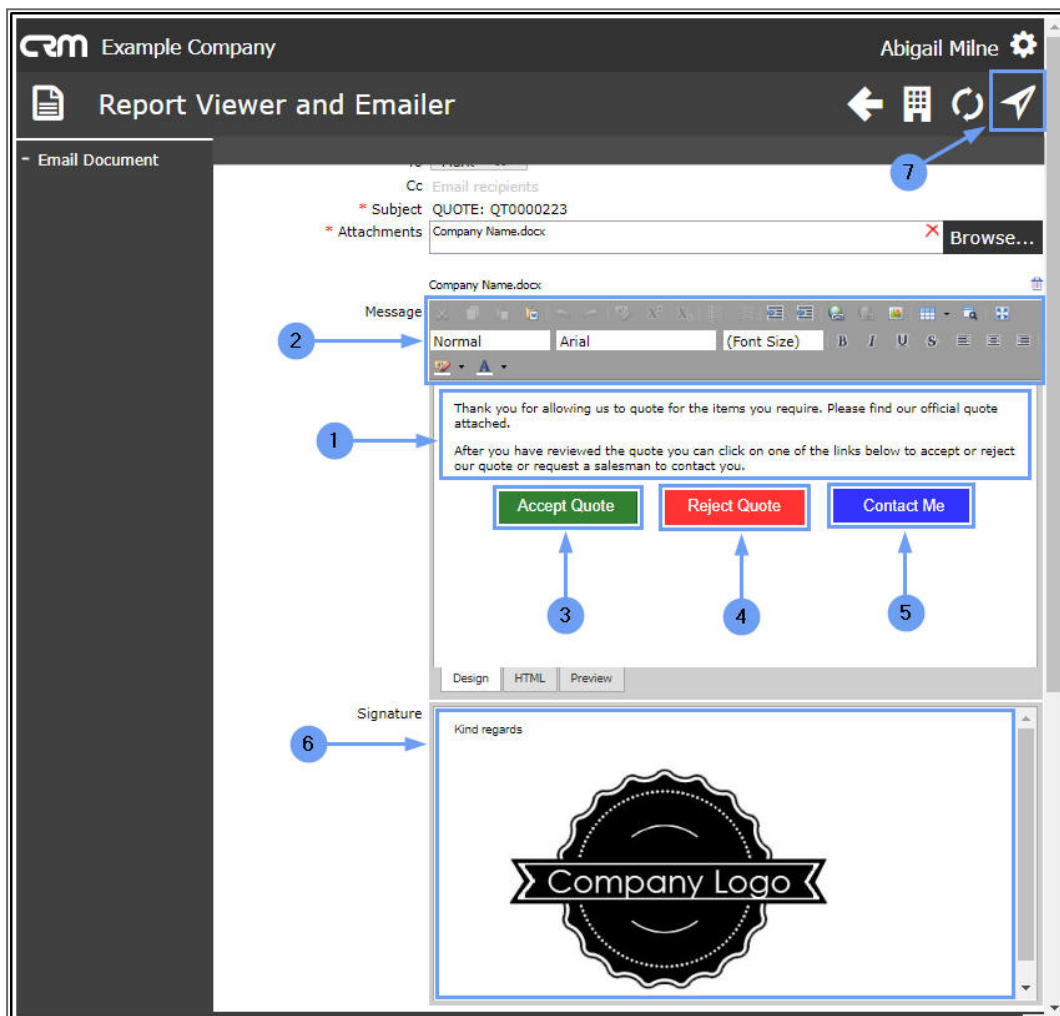 CRM Example Company
Abigail Milne
Report Viewer and Emailer
7
- Email Document
Cc Email recipients
* Subject QUOTE: QT0000223
* Attachments Company Name.docx
Browse...
Company Name.docx
Message
2
Normal Arial (Font Size) B I U S
A
1
Thank you for allowing us to quote for the items you require. Please find our official quote
attached.
After you have reviewed the quote you can click on one of the links below to accept or reject
our quote or request a salesman to contact you.
Accept Quote Reject Quote Contact Me
3 4 5
Design HTML Preview
Signature
6
Kind regards
Company Logo